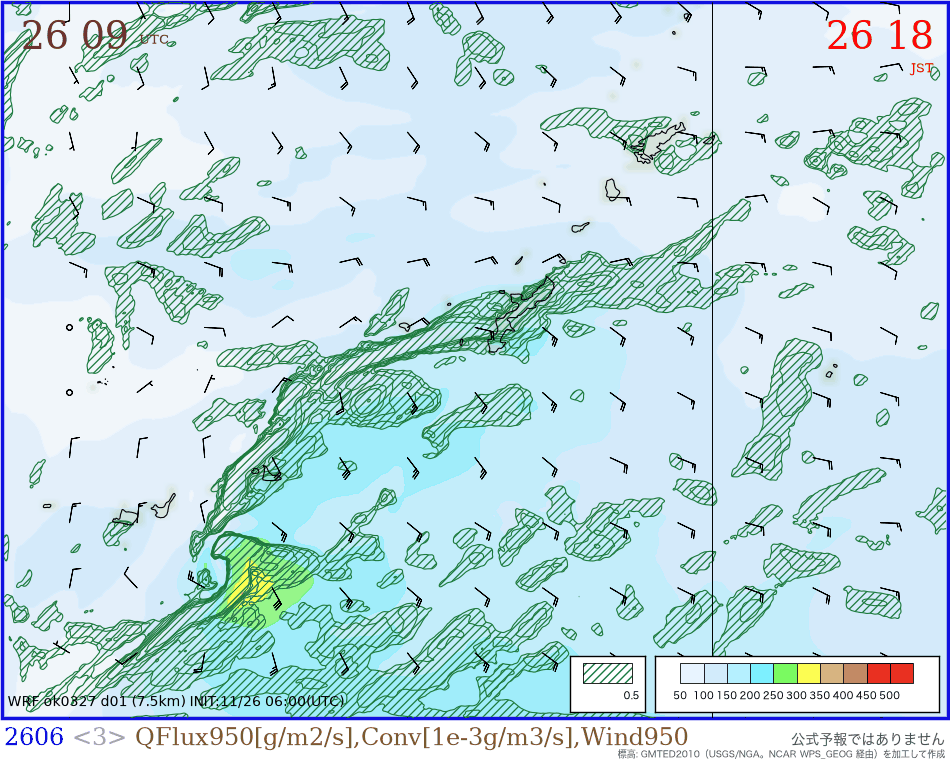 26 09 UTC
26 18
JST
0.5
50 100 150 200 250 300 350 400 450 500
WRF ok0327 d01 (7.5km) INIT:11/26 06:00(UTC)
2606 <3> QFlux950[g/m2/s],Conv[1e-3g/m3/s],Wind950
公式予報ではありません
標高: GMTED2010（USGS/NGA。NCAR WPS_GEOG 経由）を加工して作成